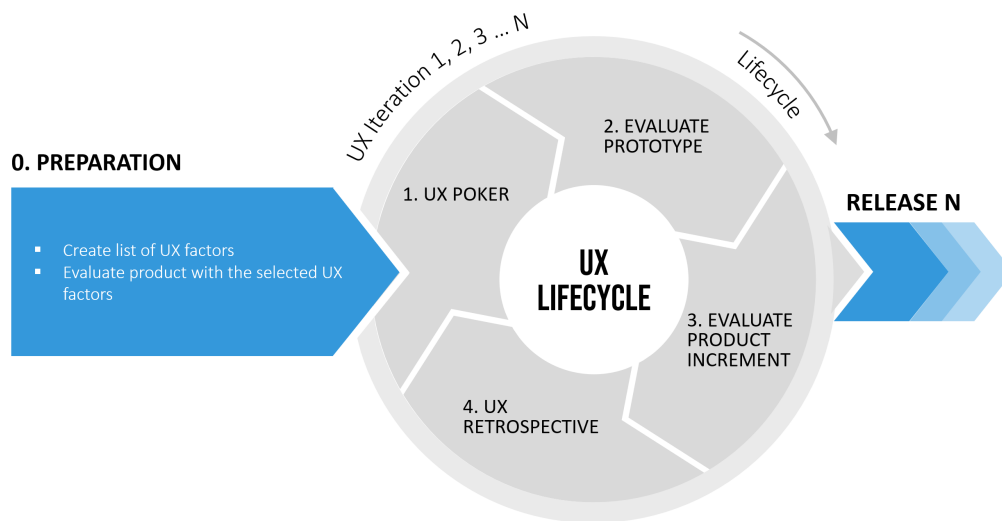 UX Iteration 1, 2, 3 ... N
Lifecycle
0. PREPARATION
▪ Create list of UX factors
▪ Evaluate product with the selected UX
factors
1. UX POKER
2. EVALUATE
PROTOTYPE
UX
LIFECYCLE
3. EVALUATE
PRODUCT
INCREMENT
4. UX
RETROSPECTIVE
RELEASE N